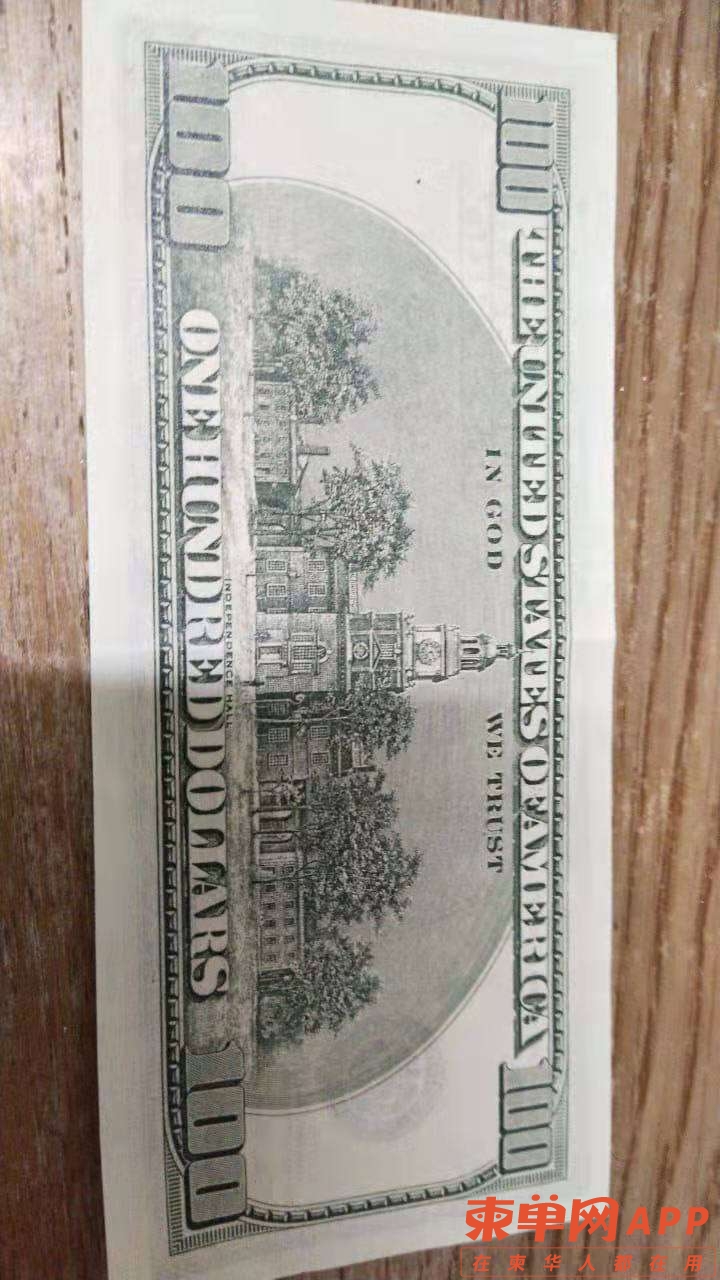 100
100
THE UNITED STATES OF AMERICA
IN GOD
WE TRUST
INDEPENDENCE HALL
ONE HUNDRED DOLLARS
100
100
柬单网APP
在柬华人都在用